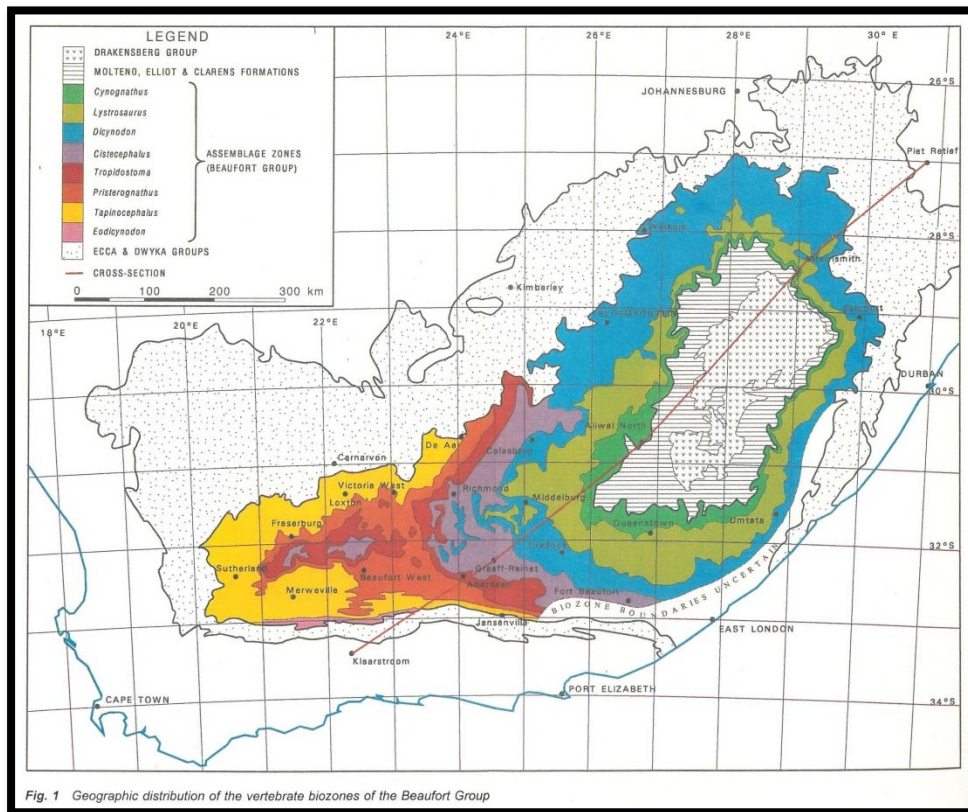 LEGEND
DRAKENSBERG GROUP
MOLTENO, ELLIOT & CLARENS FORMATIONS
Cynognathus
Lystrosaurus
Dicynodon
Cistecephalus
Tropidostoma
Pristerognathus
Tapinocephalus
Eodicynodon
ASSEMBLAGE ZONES
(BEAUFORT GROUP)
ECCA & DWYKA GROUPS
CROSS-SECTION
0 100 200 300 km
24°E
26°E
28°E
30° E
26°S
JOHANNESBURG
Piet Retief
28°S
Welkom
Kimberley
18°E
20°E
22°E
BLOEMFONTEIN
DURBAN
30°S
Aliwal North
De Aar
Colesberg
Carnarvon
Victoria West
Richmond
Loxton
Middelburg
Fraserburg
Queenstown
Umtata
32°S
Graaff-Reinet
Sutherland
Beaufort West
Aberdeen
Merweville
Fort Beaufort
BIOZONE BOUNDARIES UNCERTAIN
Jansenville
EAST LONDON
Klaarstroom
PORT ELIZABETH
CAPE TOWN
34°S
Fig. 1 Geographic distribution of the vertebrate biozones of the Beaufort Group